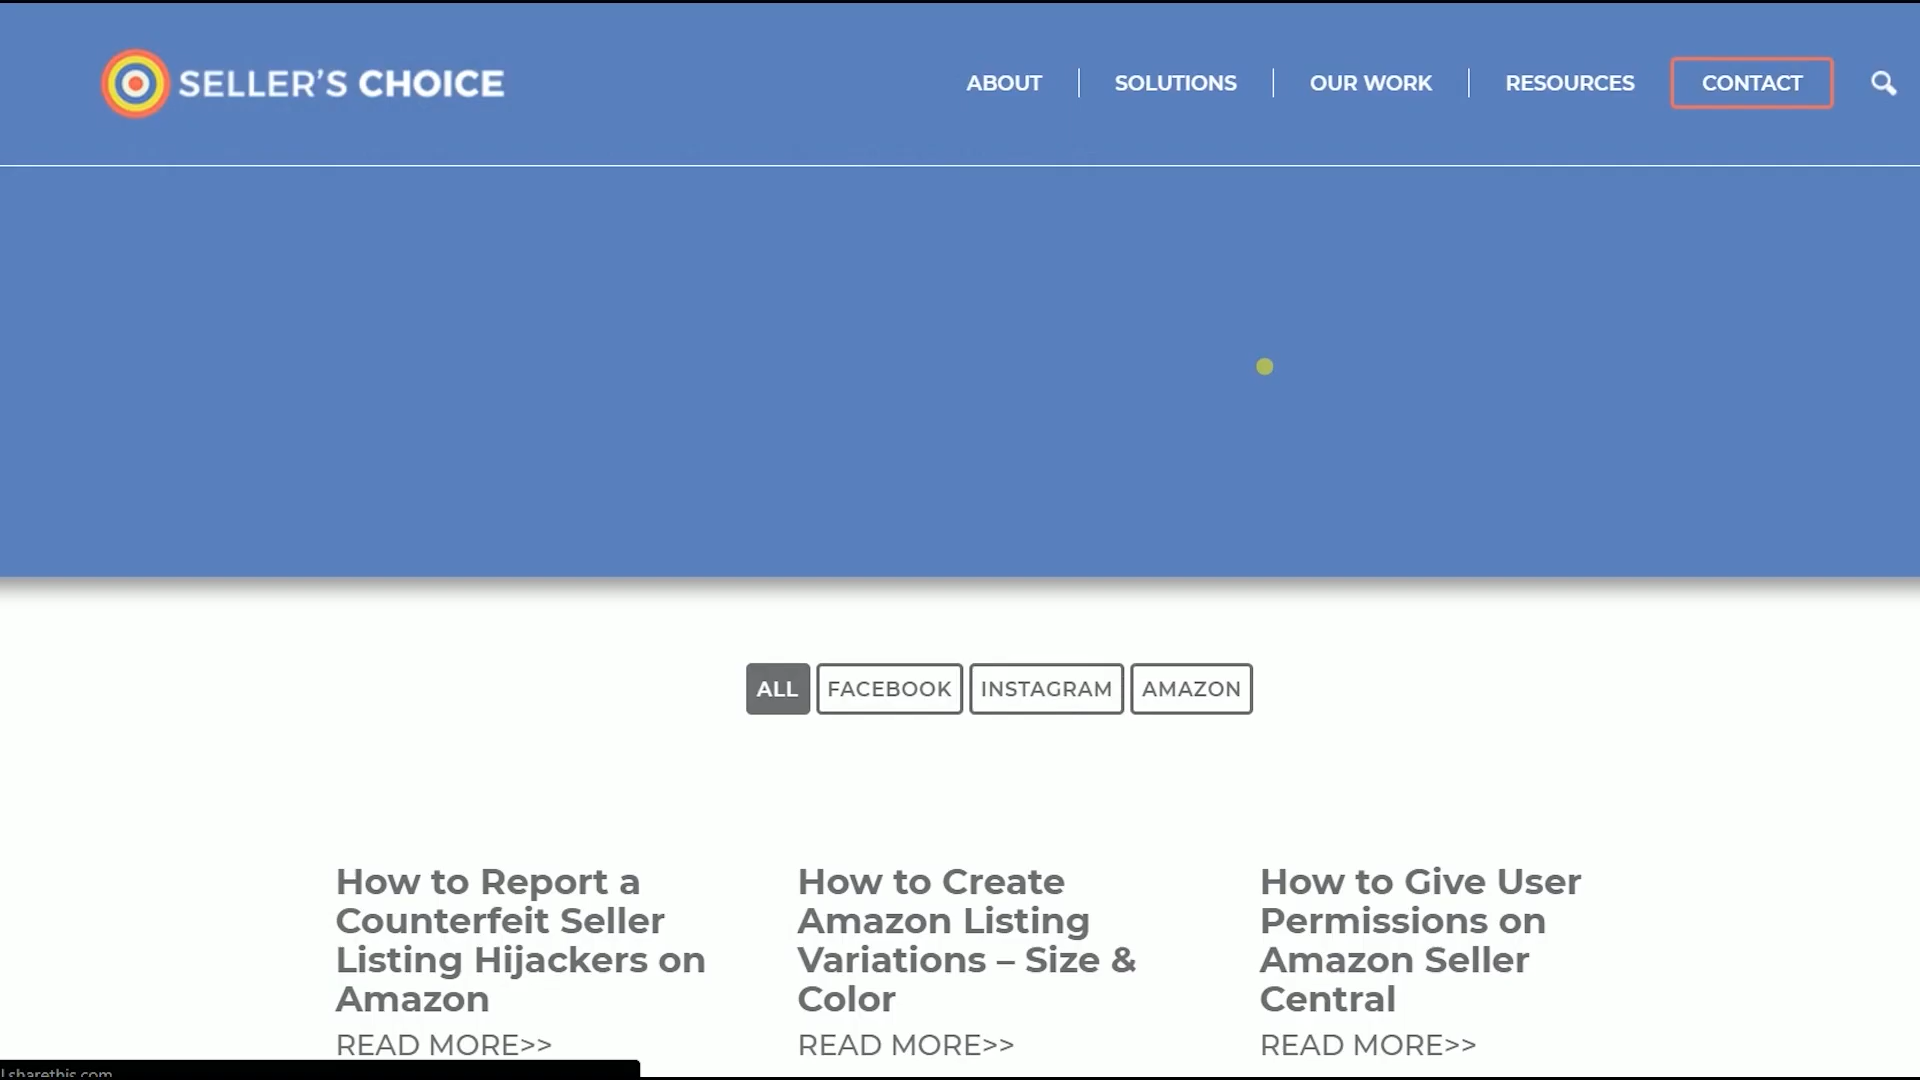 SELLER'S CHOICE
ABOUT
SOLUTIONS
OUR WORK
RESOURCES
CONTACT
ALL
FACEBOOK
INSTAGRAM
AMAZON
How to Report a
Counterfeit Seller
Listing Hijackers on
Amazon
READ MORE>>
How to Create
Amazon Listing
Variations – Size &
Color
READ MORE>>
How to Give User
Permissions on
Amazon Seller
Central
READ MORE>>